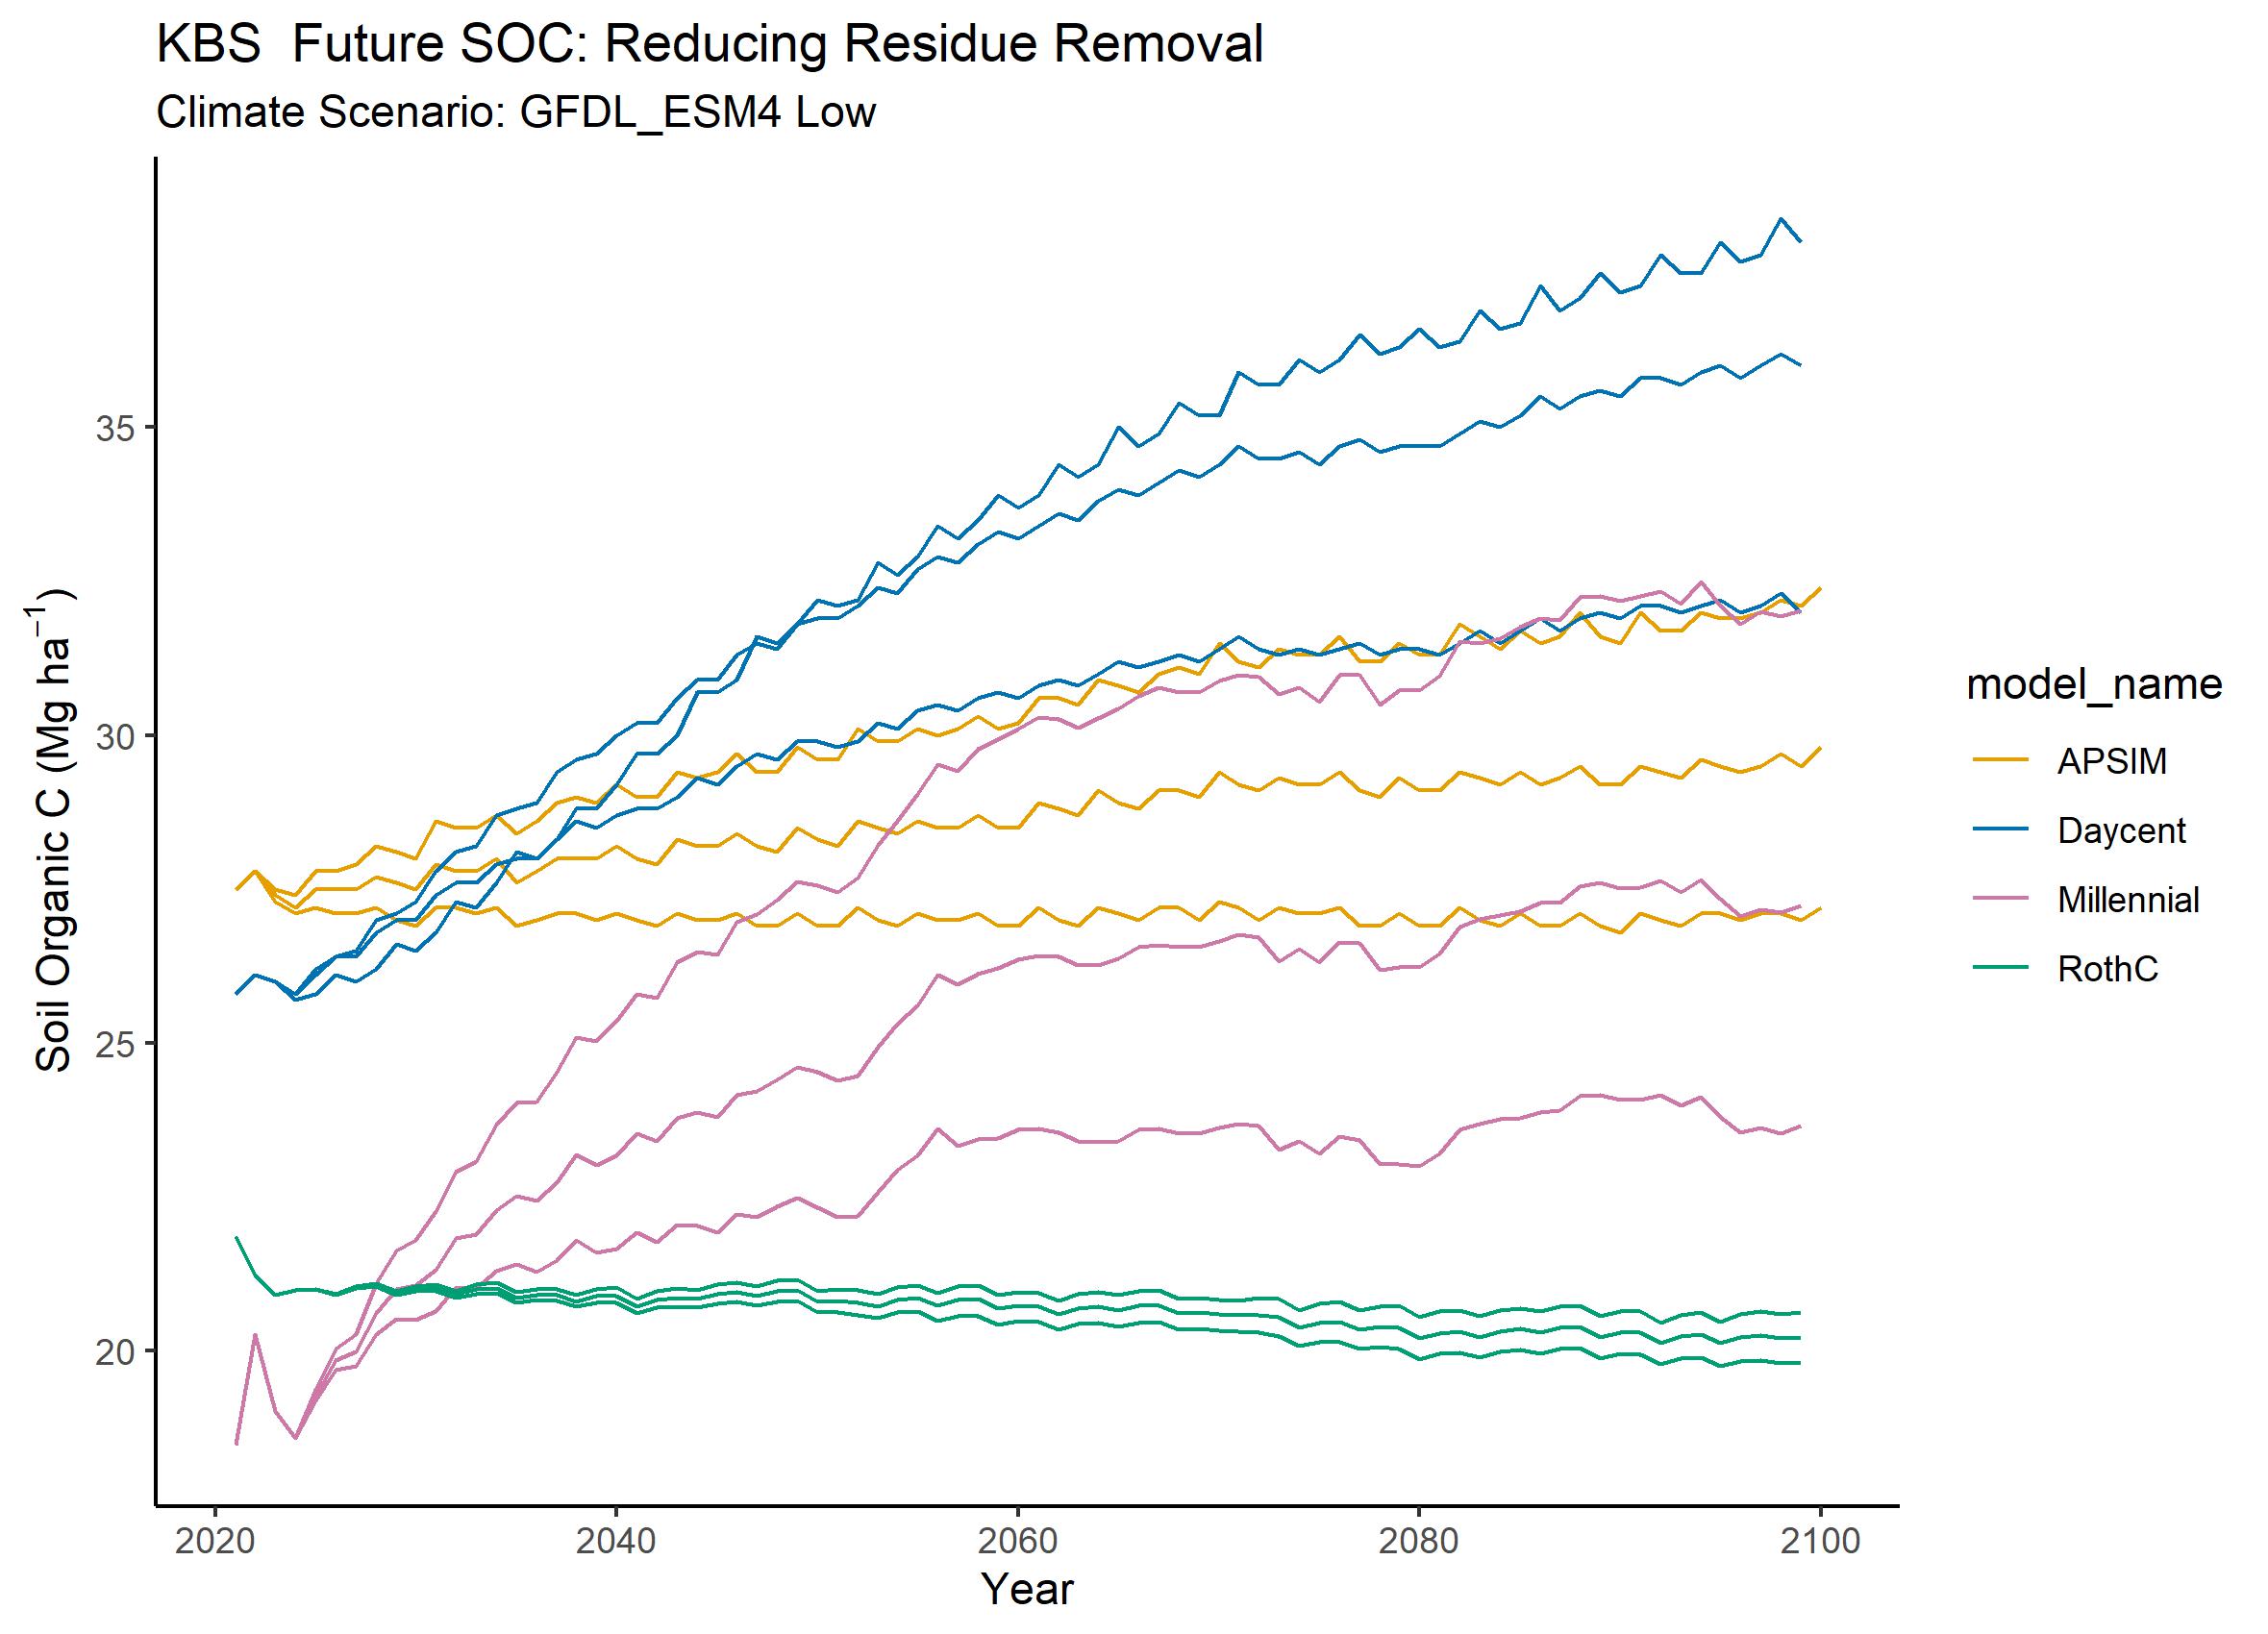 KBS  Future SOC: Reducing Residue Removal
Climate Scenario: GFDL_ESM4 Low
Soil Organic C (Mg ha⁻¹)
35
30
25
20
2020 2040 2060 2080 2100
Year
model_name
APSIM
Daycent
Millennial
RothC